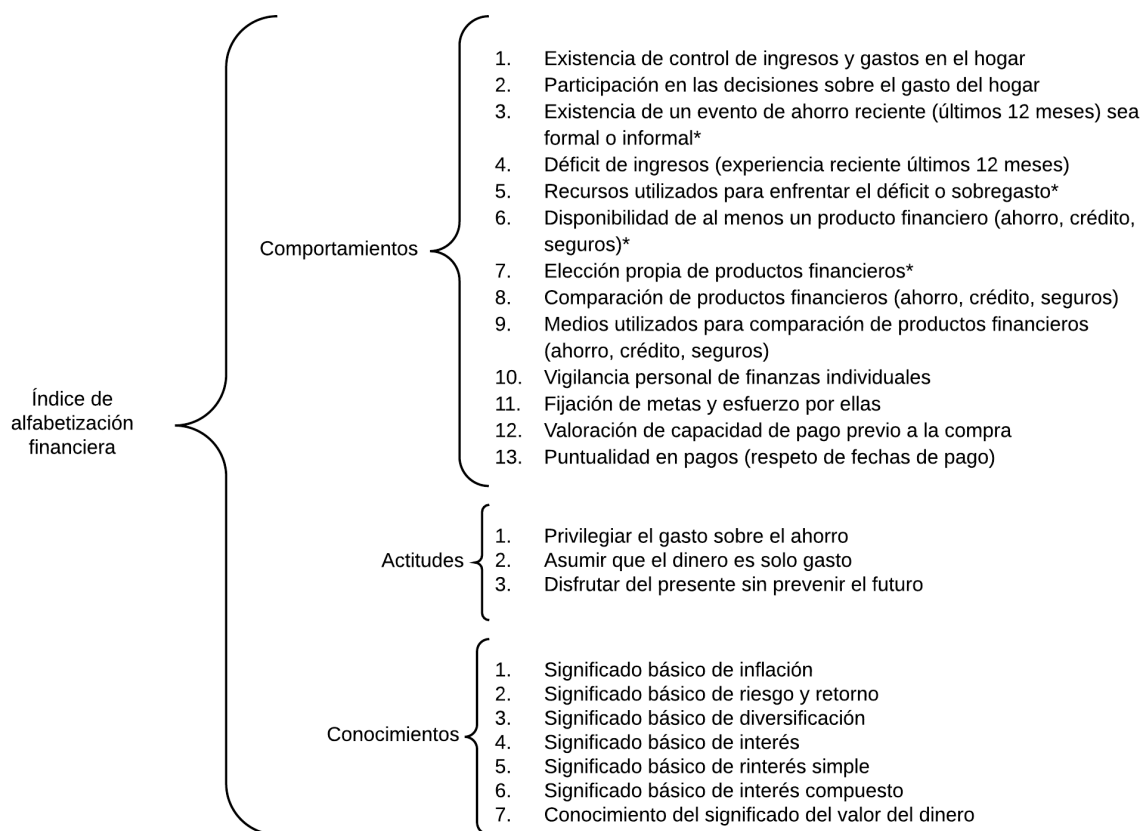 Índice de
alfabetización
financiera
Comportamientos
1. Existencia de control de ingresos y gastos en el hogar
2. Participación en las decisiones sobre el gasto del hogar
3. Existencia de un evento de ahorro reciente (últimos 12 meses) sea
formal o informal*
4. Déficit de ingresos (experiencia reciente últimos 12 meses)
5. Recursos utilizados para enfrentar el déficit o sobregasto*
6. Disponibilidad de al menos un producto financiero (ahorro, crédito,
seguros)*
7. Elección propia de productos financieros*
8. Comparación de productos financieros (ahorro, crédito, seguros)
9. Medios utilizados para comparación de productos financieros
(ahorro, crédito, seguros)
10. Vigilancia personal de finanzas individuales
11. Fijación de metas y esfuerzo por ellas
12. Valoración de capacidad de pago previo a la compra
13. Puntualidad en pagos (respeto de fechas de pago)
Actitudes
1. Privilegiar el gasto sobre el ahorro
2. Asumir que el dinero es solo gasto
3. Disfrutar del presente sin prevenir el futuro
Conocimientos
1. Significado básico de inflación
2. Significado básico de riesgo y retorno
3. Significado básico de diversificación
4. Significado básico de interés
5. Significado básico de rinterés simple
6. Significado básico de interés compuesto
7. Conocimiento del significado del valor del dinero